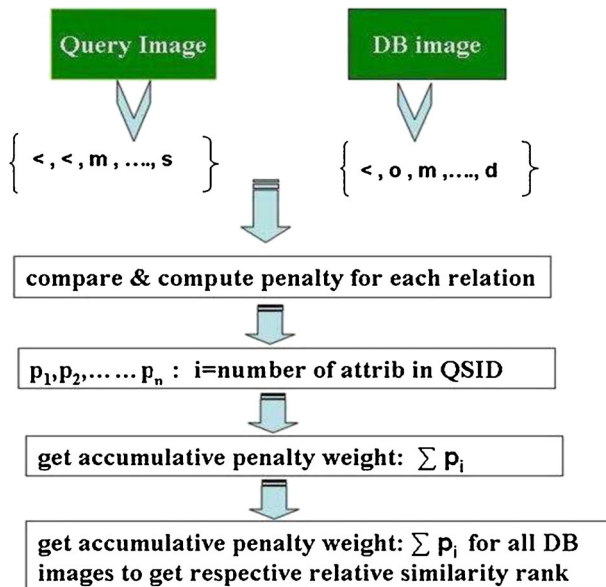 Query Image
DB image
{ < , < , m , ...., s }
{ < , o , m ,...., d }
compare & compute penalty for each relation
p₁,p₂,... ... pₙ : i=number of attrib in QSID
get accumulative penalty weight: ∑ pᵢ
get accumulative penalty weight: ∑ pᵢ for all DB
images to get respective relative similarity rank